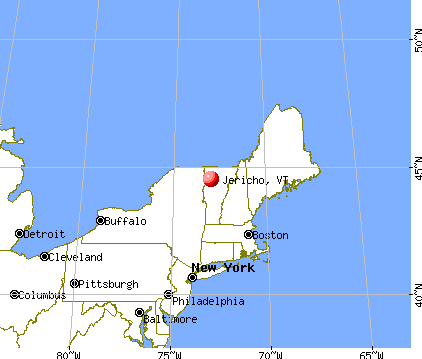 50°N
45°N
Jericho, VT
Buffalo
Detroit
Boston
Cleveland
New York
Pittsburgh
Columbus
Philadelphia
40°N
Baltimore
80°W
75°W
70°W
65°W